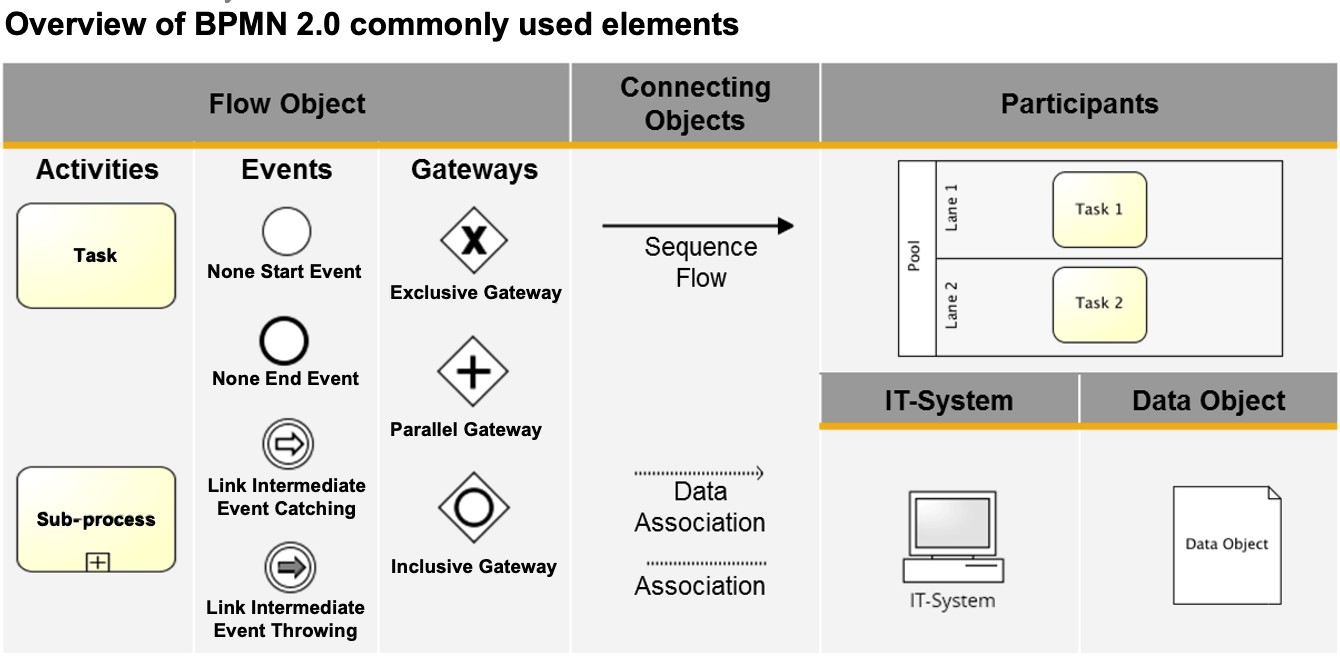 Overview of BPMN 2.0 commonly used elements
Flow Object
Connecting
Objects
Participants
Activities
Events
Gateways
Task
None Start Event
Exclusive Gateway
Sequence
Flow
Pool
Lane 1
Task 1
Lane 2
Task 2
None End Event
Parallel Gateway
IT-System
Data Object
Sub-process
Link Intermediate
Event Catching
Link Intermediate
Event Throwing
Inclusive Gateway
Data
Association
Association
IT-System
Data Object